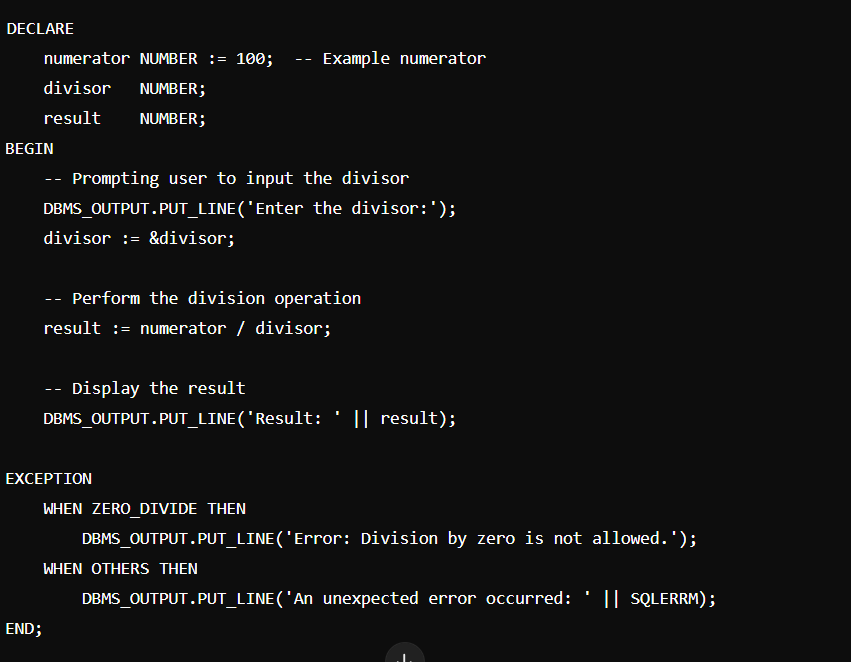 DECLARE
    numerator NUMBER := 100;  -- Example numerator
    divisor   NUMBER;
    result    NUMBER;
BEGIN
    -- Prompting user to input the divisor
    DBMS_OUTPUT.PUT_LINE('Enter the divisor:');
    divisor := &divisor;
    -- Perform the division operation
    result := numerator / divisor;
    -- Display the result
    DBMS_OUTPUT.PUT_LINE('Result: ' || result);
EXCEPTION
    WHEN ZERO_DIVIDE THEN
        DBMS_OUTPUT.PUT_LINE('Error: Division by zero is not allowed.');
    WHEN OTHERS THEN
        DBMS_OUTPUT.PUT_LINE('An unexpected error occurred: ' || SQLERRM);
END;